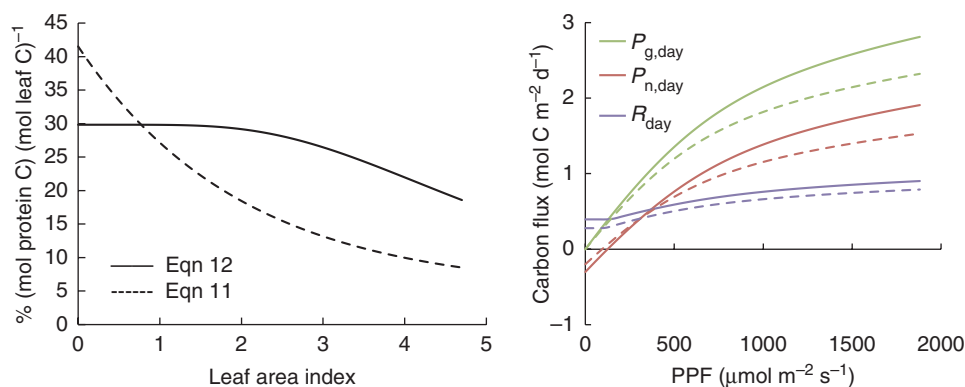 % (mol protein C) (mol leaf C)⁻¹
45
40
35
30
25
20
15
10
5
0
Eqn 12
Eqn 11
0 1 2 3 4 5
Leaf area index
Carbon flux (mol C m⁻² d⁻¹)
3
2
1
0
−1
P_g,day
P_n,day
R_day
0 500 1000 1500 2000
PPF (μmol m⁻² s⁻¹)